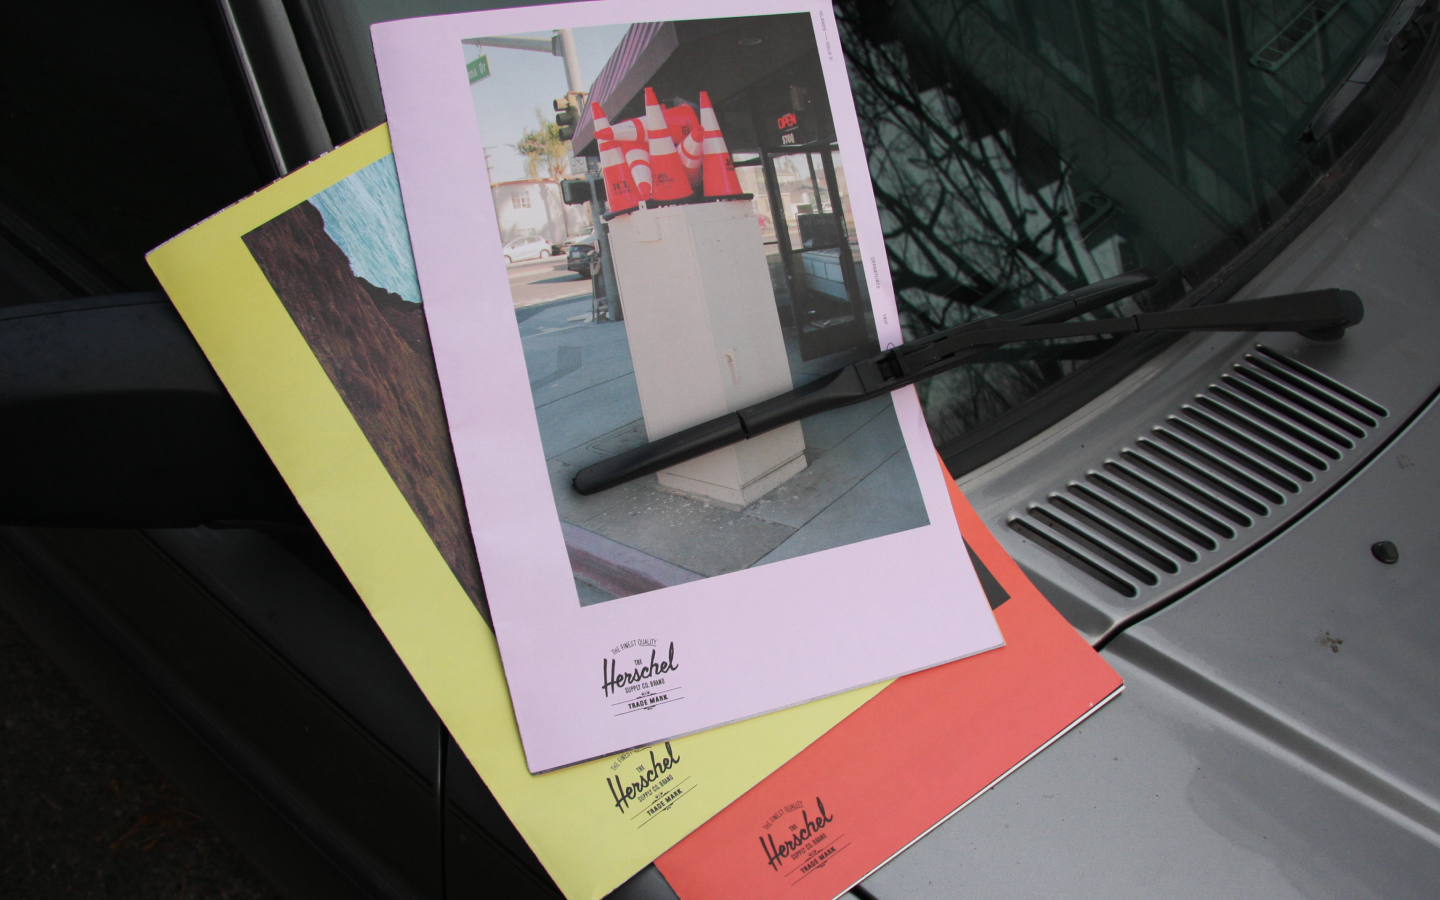 OPEN
DEPARTURES
THE FINEST QUALITY
THE
Herschel
SUPPLY CO. BRAND
TRADE MARK
THE FINEST QUALITY
THE
Herschel
SUPPLY CO. BRAND
TRADE MARK
THE FINEST QUALITY
THE
Herschel
SUPPLY CO. BRAND
TRADE MARK